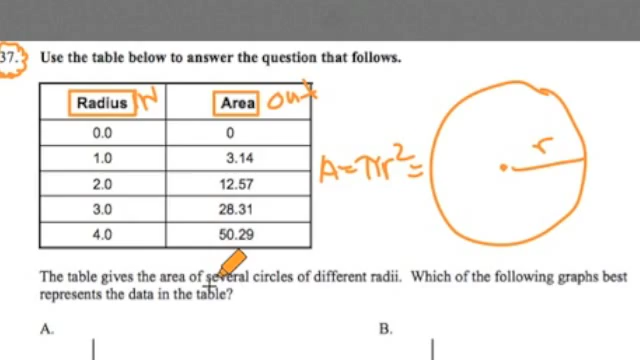 37. Use the table below to answer the question that follows.
Radius IN Area out
0.0 0
1.0 3.14
2.0 12.57
3.0 28.31
4.0 50.29
A=πr²=
r
The table gives the area of several circles of different radii. Which of the following graphs best
represents the data in the table?
A. B.